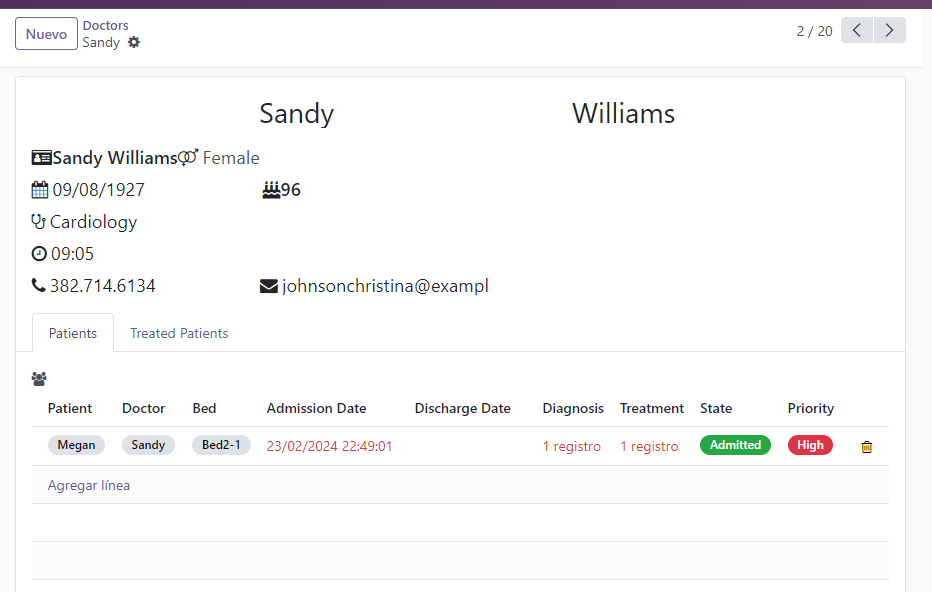 Nuevo
Doctors
Sandy
2 / 20
Sandy Williams
Sandy Williams Female
09/08/1927 96
Cardiology
09:05
382.714.6134 johnsonchristina@exampl
Patients Treated Patients
Patient Doctor Bed Admission Date Discharge Date Diagnosis Treatment State Priority
Megan Sandy Bed2-1 23/02/2024 22:49:01 1 registro 1 registro Admitted High
Agregar línea